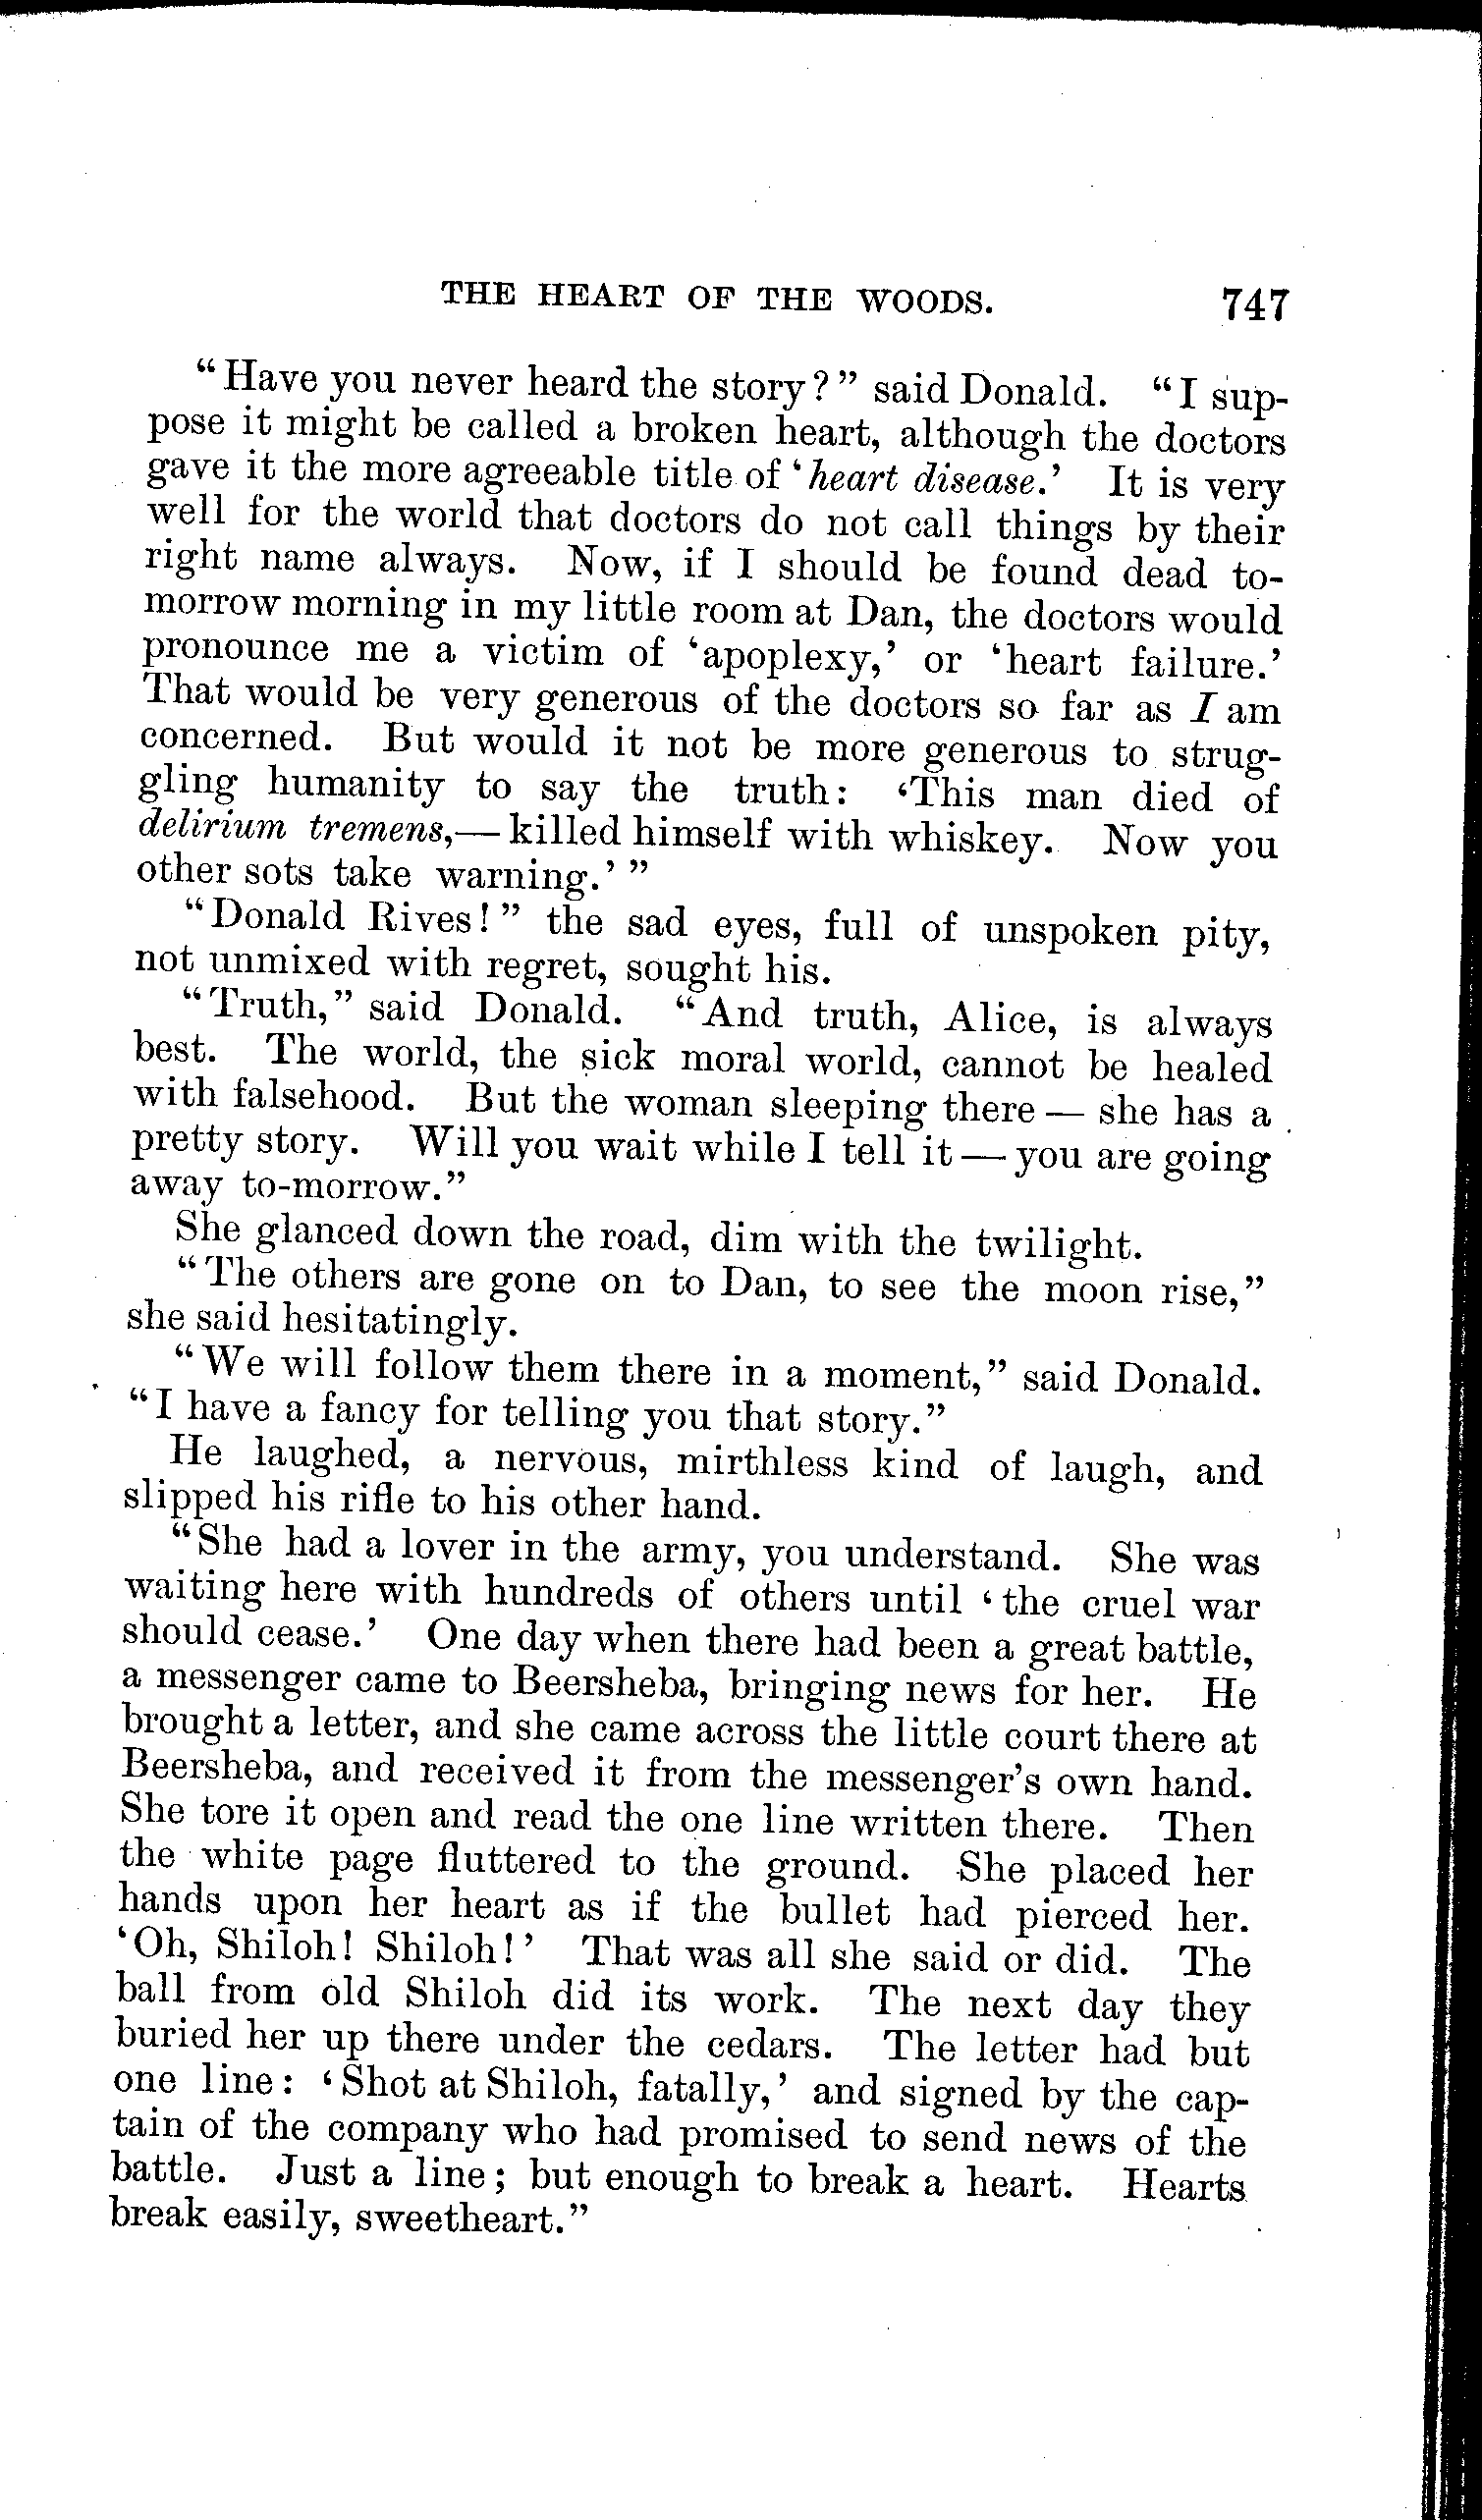 THE HEART OF THE WOODS. 747
“Have you never heard the story?” said Donald. “I sup-
pose it might be called a broken heart, although the doctors
gave it the more agreeable title of ‘heart disease.’ It is very
well for the world that doctors do not call things by their
right name always. Now, if I should be found dead to-
morrow morning in my little room at Dan, the doctors would
pronounce me a victim of ‘apoplexy,’ or ‘heart failure.’
That would be very generous of the doctors so far as I am
concerned. But would it not be more generous to strug-
gling humanity to say the truth: ‘This man died of
delirium tremens,—killed himself with whiskey. Now you
other sots take warning.’”
“Donald Rives!” the sad eyes, full of unspoken pity,
not unmixed with regret, sought his.
“Truth,” said Donald. “And truth, Alice, is always
best. The world, the sick moral world, cannot be healed
with falsehood. But the woman sleeping there — she has a
pretty story. Will you wait while I tell it — you are going
away to-morrow.”
She glanced down the road, dim with the twilight.
“The others are gone on to Dan, to see the moon rise,”
she said hesitatingly.
“We will follow them there in a moment,” said Donald.
“I have a fancy for telling you that story.”
He laughed, a nervous, mirthless kind of laugh, and
slipped his rifle to his other hand.
“She had a lover in the army, you understand. She was
waiting here with hundreds of others until ‘the cruel war
should cease.’ One day when there had been a great battle,
a messenger came to Beersheba, bringing news for her. He
brought a letter, and she came across the little court there at
Beersheba, and received it from the messenger’s own hand.
She tore it open and read the one line written there. Then
the white page fluttered to the ground. She placed her
hands upon her heart as if the bullet had pierced her.
‘Oh, Shiloh! Shiloh!’ That was all she said or did. The
ball from old Shiloh did its work. The next day they
buried her up there under the cedars. The letter had but
one line: ‘Shot at Shiloh, fatally,’ and signed by the cap-
tain of the company who had promised to send news of the
battle. Just a line; but enough to break a heart. Hearts
break easily, sweetheart.”